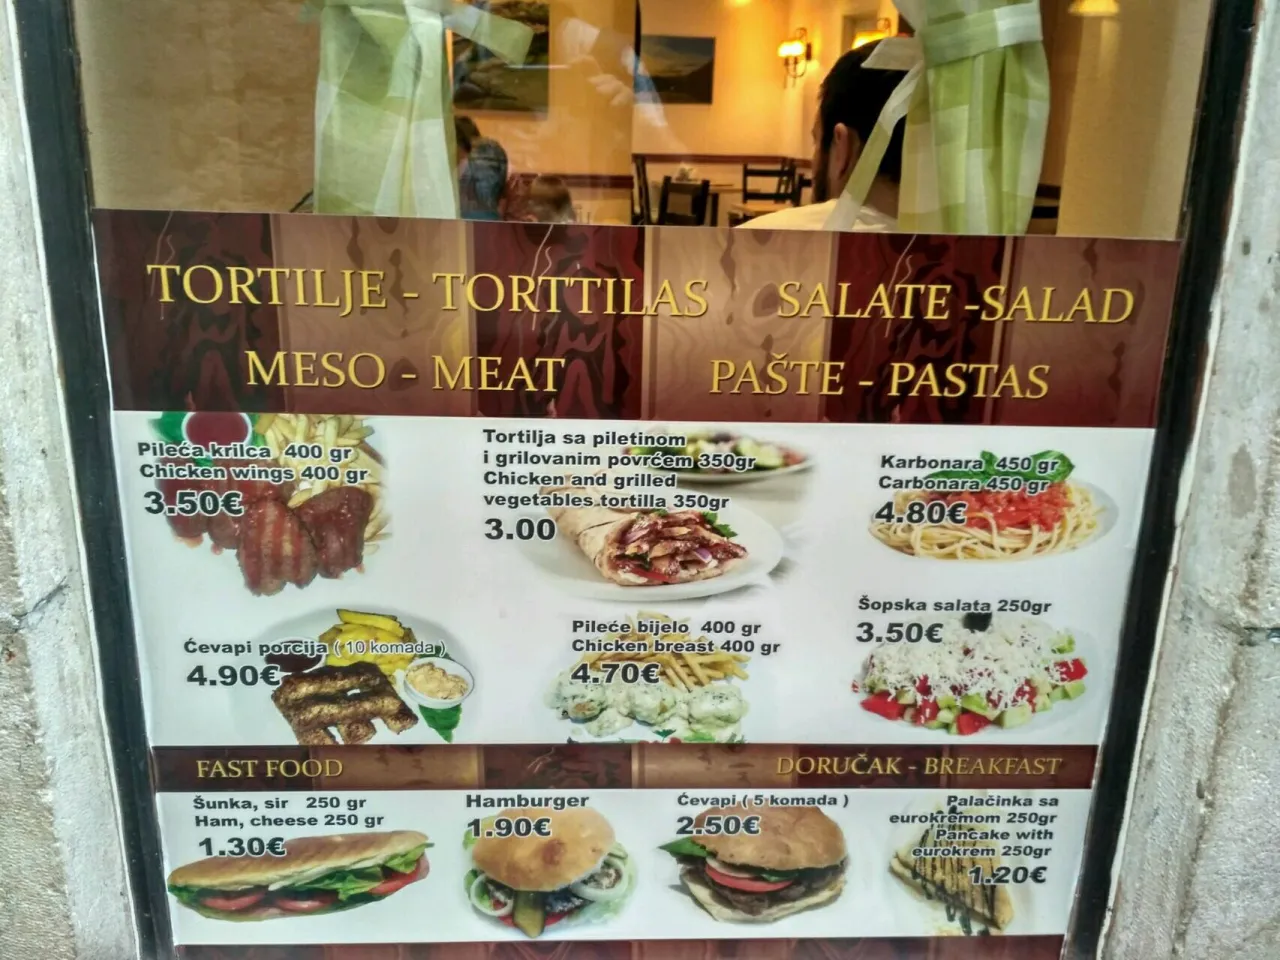 TORTILJE - TORTTILAS
SALATE -SALAD
MESO - MEAT
PAŠTE - PASTAS
Pileća krilca 400 gr
Chicken wings 400 gr
3.50€
Tortilja sa piletinom
i grilovanim povrćem 350gr
Chicken and grilled
vegetables tortilla 350gr
3.00
Karbonara 450 gr
Carbonara 450 gr
4.80€
Ćevapi porcija ( 10 komada )
4.90€
Pileće bijelo 400 gr
Chicken breast 400 gr
4.70€
Šopska salata 250gr
3.50€
FAST FOOD
DORUČAK - BREAKFAST
Šunka, sir 250 gr
Ham, cheese 250 gr
1.30€
Hamburger
1.90€
Ćevapi ( 5 komada )
2.50€
Palačinka sa
eurokremom 250gr
Pancake with
eurokrem 250gr
1.20€